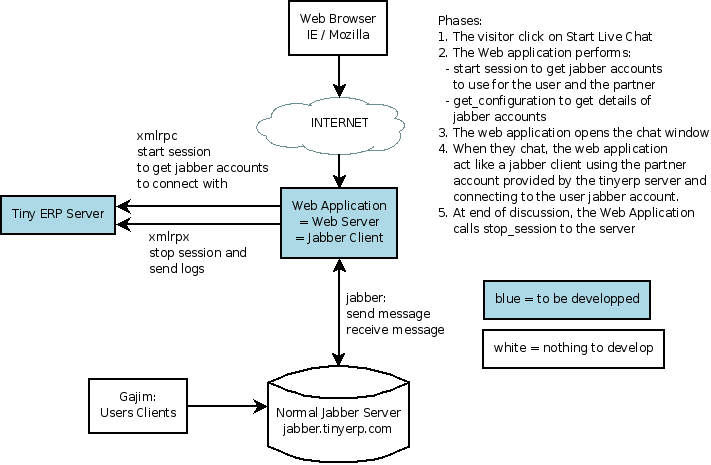 Web Browser
IE / Mozilla
Phases:
1. The visitor click on Start Live Chat
2. The Web application performs:
- start session to get jabber accounts
to use for the user and the partner
- get_configuration to get details of
jabber accounts
3. The web application opens the chat window
4. When they chat, the web application
act like a jabber client using the partner
account provided by the tinyerp server and
connecting to the user jabber account.
5. At end of discussion, the Web Application
calls stop_session to the server
INTERNET
xmlrpc
start session
to get jabber accounts
to connect with
Tiny ERP Server
Web Application
= Web Server
= Jabber Client
xmlrpx
stop session and
send logs
jabber:
send message
receive message
blue = to be developped
white = nothing to develop
Gajim:
Users Clients
Normal Jabber Server
jabber.tinyerp.com